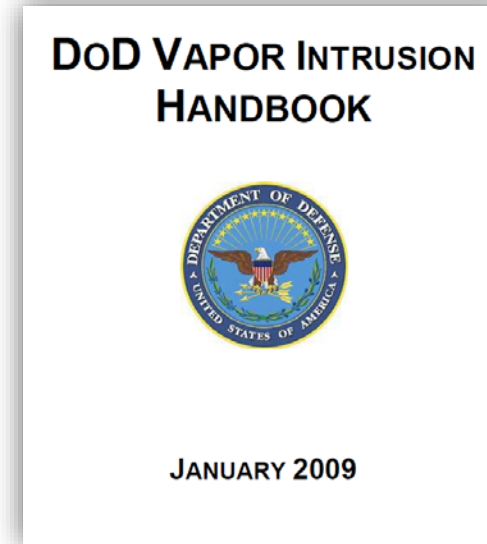 DOD VAPOR INTRUSION
HANDBOOK
DEPARTMENT OF DEFENSE
UNITED STATES OF AMERICA
JANUARY 2009